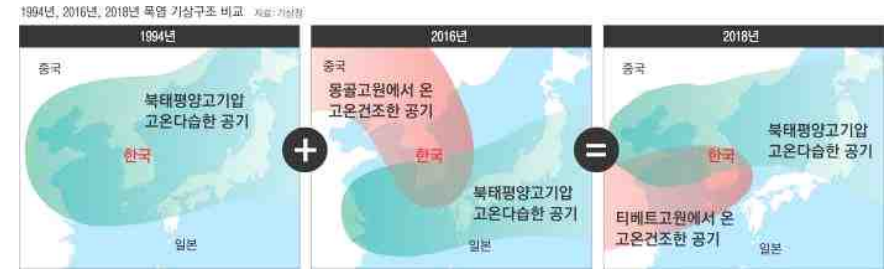 1994년, 2016년, 2018년 폭염 기상구조 비교 자료: 기상청
1994년
중국
북태평양고기압
고온다습한 공기
한국
일본
+
2016년
중국
몽골고원에서 온
고온건조한 공기
한국
북태평양고기압
고온다습한 공기
일본
=
2018년
중국
북태평양고기압
고온다습한 공기
한국
티베트고원에서 온
고온건조한 공기
일본